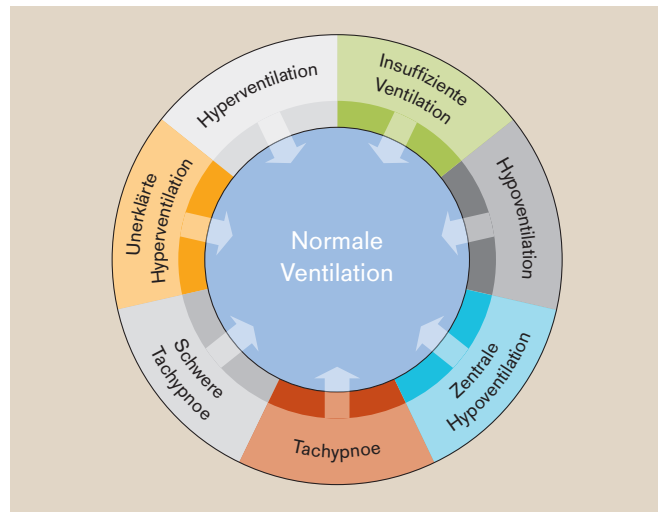 Hyperventilation
Insuffiziente
Ventilation
Hypoventilation
Zentrale
Hypoventilation
Tachypnoe
Schwere
Tachypnoe
Unerklärte
Hyperventilation
Normale
Ventilation